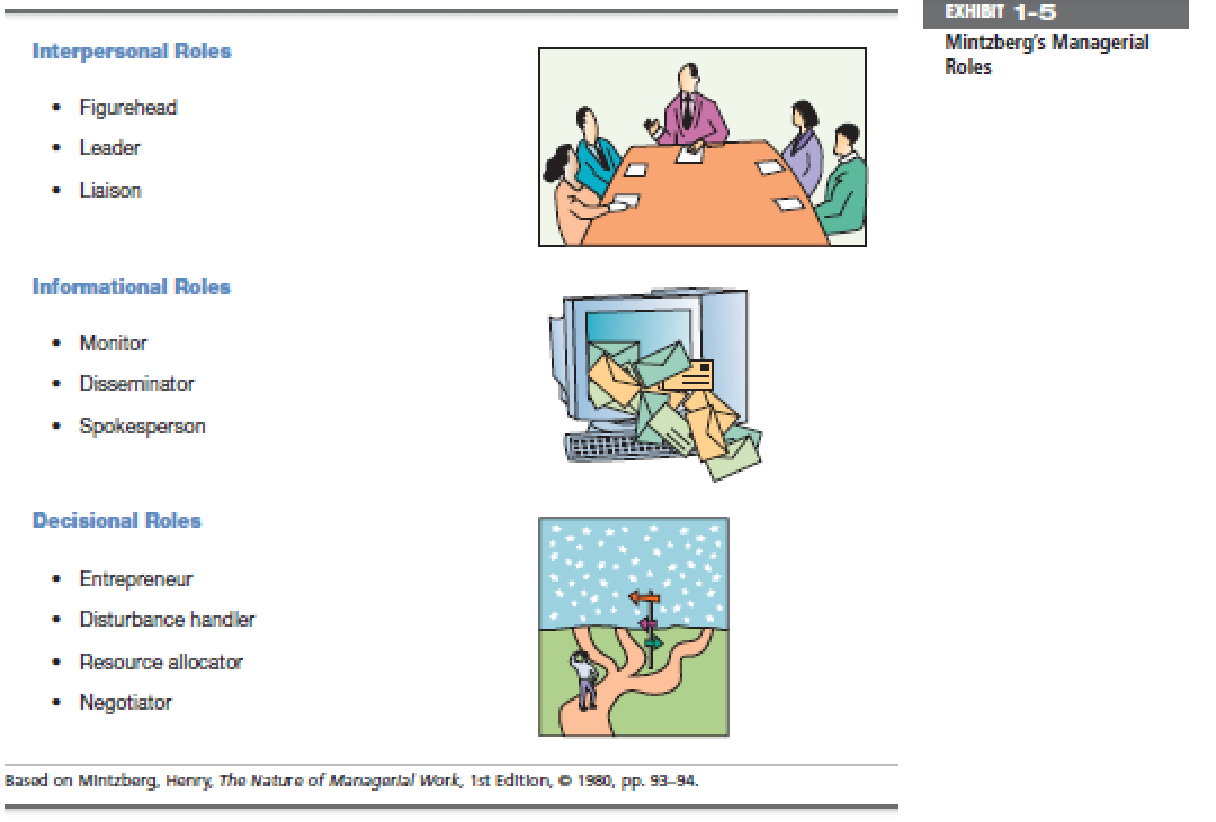 EXHIBIT 1-5
Mintzberg's Managerial
Roles
Interpersonal Roles
• Figurehead
• Leader
• Liaison
Informational Roles
• Monitor
• Disseminator
• Spokesperson
Decisional Roles
• Entrepreneur
• Disturbance handler
• Resource allocator
• Negotiator
Based on Mintzberg, Henry, The Nature of Managerial Work, 1st Edition, © 1980, pp. 93–94.